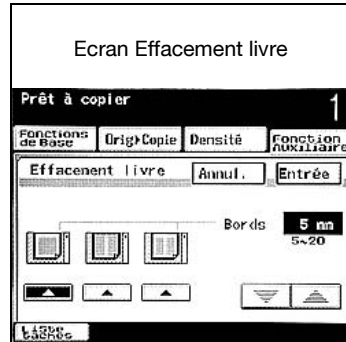 Ecran Effacement livre
Prêt à copier 1
Fonctions de Base Orig▸Copie Densité Fonction Auxiliaire
Effacement livre Annul. Entrée
Bords 5 mm
5~20
Liste tâches